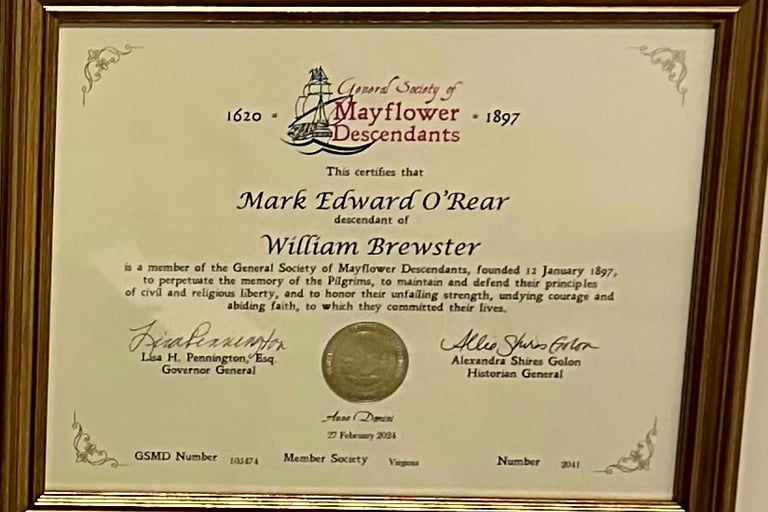 General Society of
1620 • Mayflower • 1897
Descendants
This certifies that
Mark Edward O'Rear
descendant of
William Brewster
is a member of the General Society of Mayflower Descendants, founded 12 January 1897,
to perpetuate the memory of the Pilgrims, to maintain and defend their principles
of civil and religious liberty, and to honor their unfailing strength, undying courage and
abiding faith, to which they committed their lives.
Lisa Pennington Allie Shires Golon
Lisa H. Pennington, Esq. Alexandra Shires Golon
Governor General Historian General
Anno Domini
27 February 2024
GSMD Number 105474 Member Society Virginia Number 2041